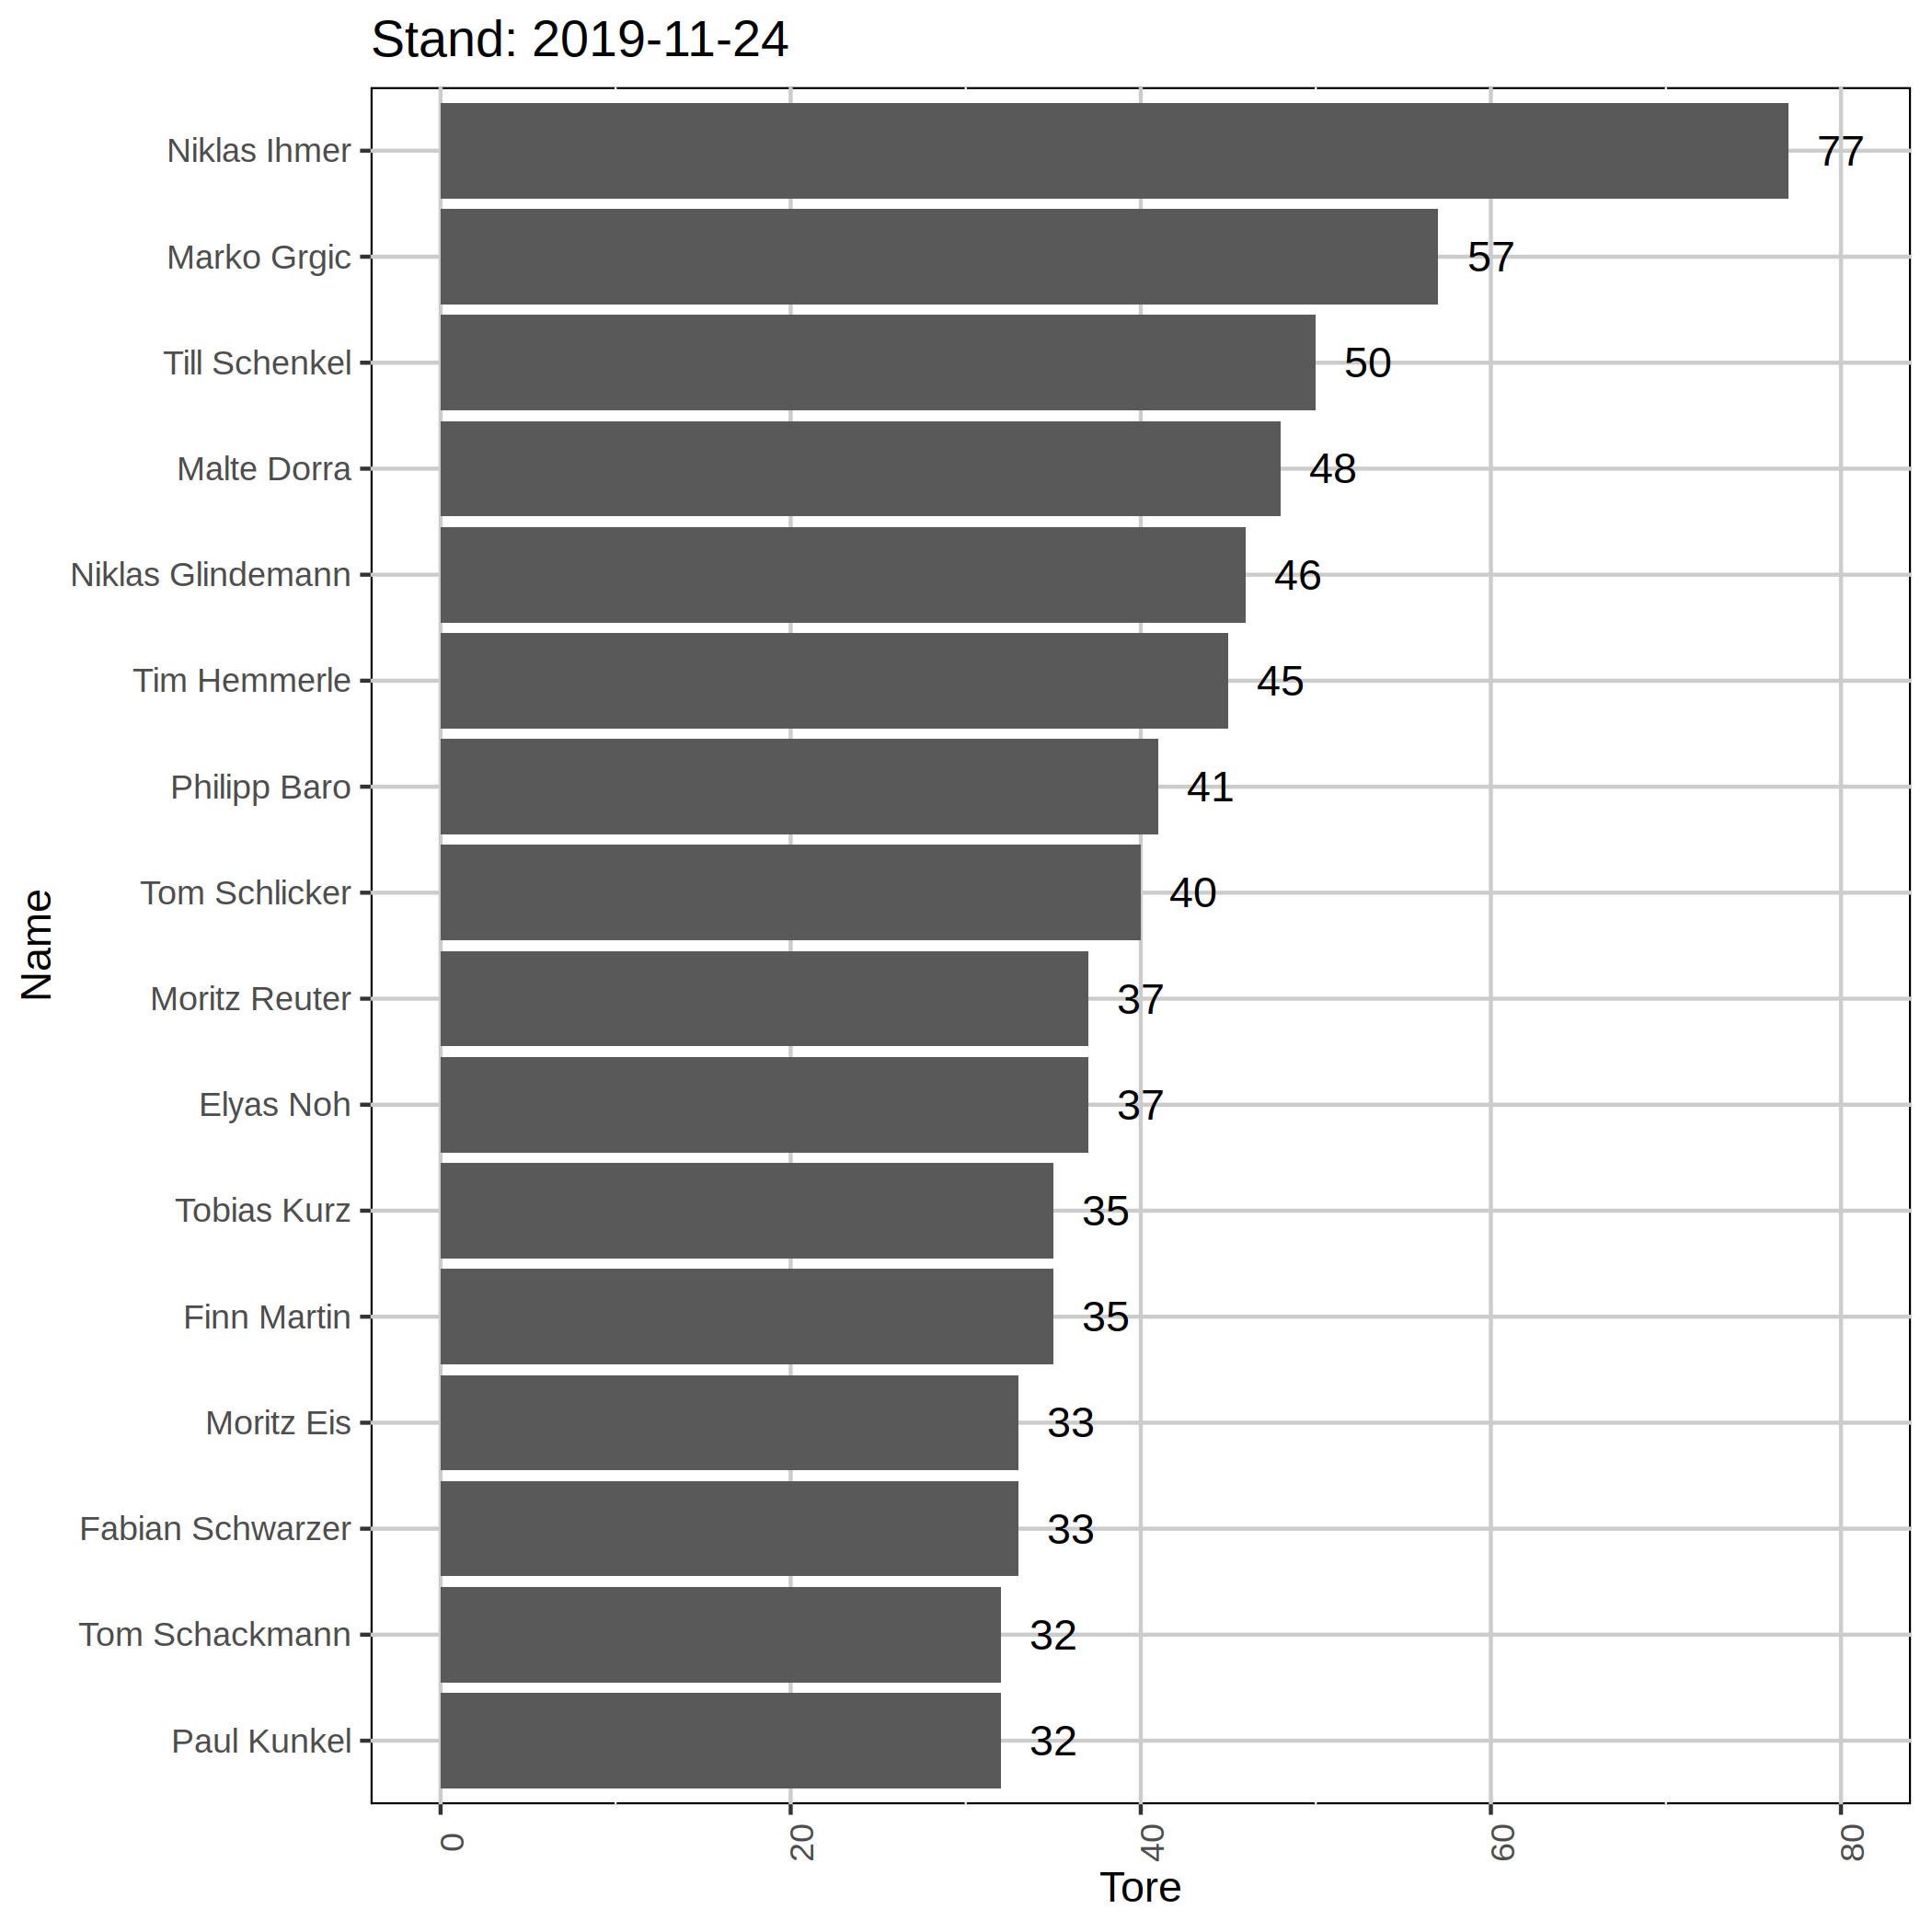 Stand: 2019-11-24
Name
Niklas Ihmer 77
Marko Grgic 57
Till Schenkel 50
Malte Dorra 48
Niklas Glindemann 46
Tim Hemmerle 45
Philipp Baro 41
Tom Schlicker 40
Moritz Reuter 37
Elyas Noh 37
Tobias Kurz 35
Finn Martin 35
Moritz Eis 33
Fabian Schwarzer 33
Tom Schackmann 32
Paul Kunkel 32
0 20 40 60 80
Tore